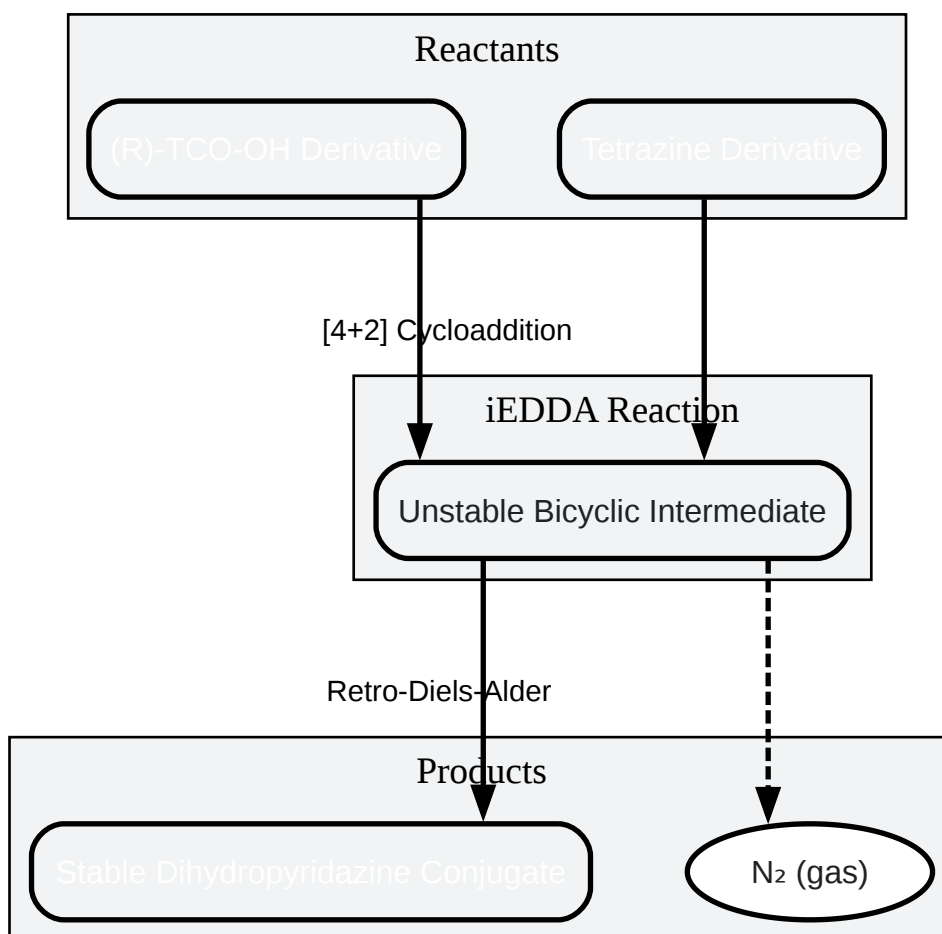 Reactants
(R)-TCO-OH Derivative
Tetrazine Derivative
[4+2] Cycloaddition
iEDDA Reaction
Unstable Bicyclic Intermediate
Retro-Diels-Alder
Products
Stable Dihydropyridazine Conjugate
N₂ (gas)